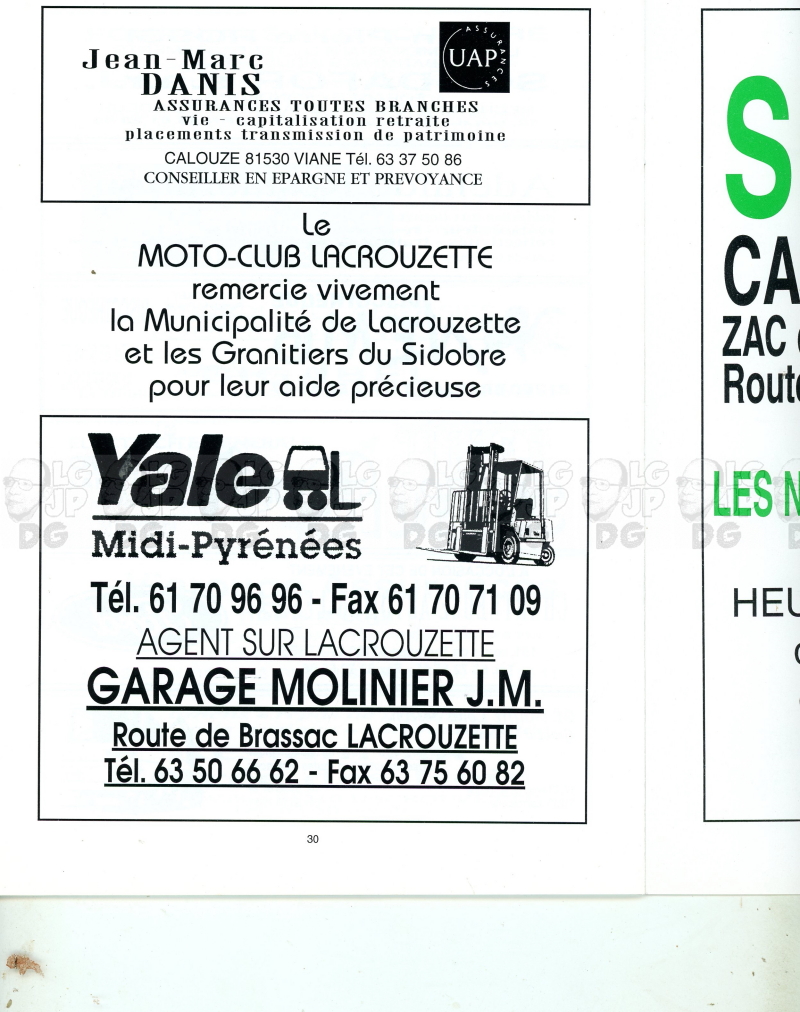 Jean-Marc
DANIS
ASSURANCES
UAP
ASSURANCES TOUTES BRANCHES
vie - capitalisation retraite
placements transmission de patrimoine
CALOUZE 81530 VIANE Tél. 63 37 50 86
CONSEILLER EN EPARGNE ET PREVOYANCE
Le
MOTO-CLUB LACROUZETTE
remercie vivement
la Municipalité de Lacrouzette
et les Granitiers du Sidobre
pour leur aide précieuse
Yale
Midi-Pyrénées
Tél. 61 70 96 96 - Fax 61 70 71 09
AGENT SUR LACROUZETTE
GARAGE MOLINIER J.M.
Route de Brassac LACROUZETTE
Tél. 63 50 66 62 - Fax 63 75 60 82
30
ZAC
Route
LES
LG
JP
DG